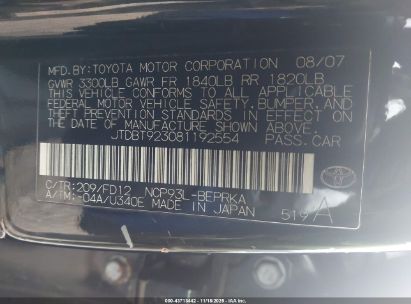 MFD. BY:TOYOTA MOTOR CORPORATION 08/07
GVWR 3300LB GAWR FR 1840LB RR 1820LB
THIS VEHICLE CONFORMS TO ALL APPLICABLE
FEDERAL MOTOR VEHICLE SAFETY, BUMPER, AND
THEFT PREVENTION STANDARDS IN EFFECT ON
THE DATE OF MANUFACTURE SHOWN ABOVE.
JTDBT923081192554 PASS.CAR
C/TR:209/FD12 NCP93L-BEPRKA
A/TM:-04A/U340E MADE IN JAPAN 519A